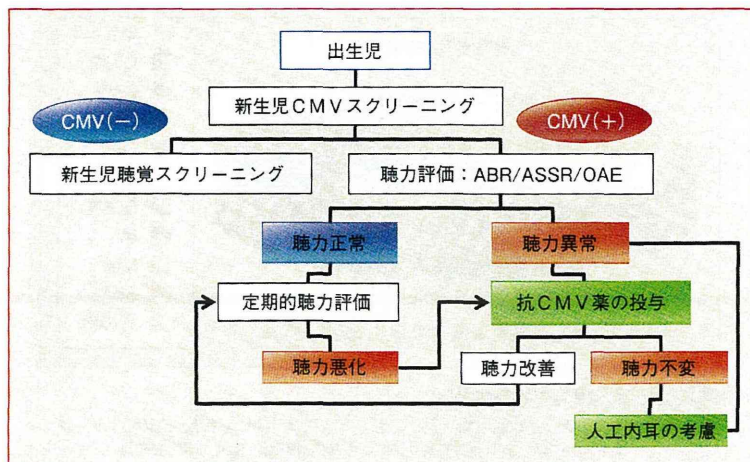 出生児
新生児CMVスクリーニング
CMV(−)
CMV(+)
新生児聴覚スクリーニング
聴力評価：ABR/ASSR/OAE
聴力正常
聴力異常
定期的聴力評価
抗CMV薬の投与
聴力悪化
聴力改善
聴力不変
人工内耳の考慮